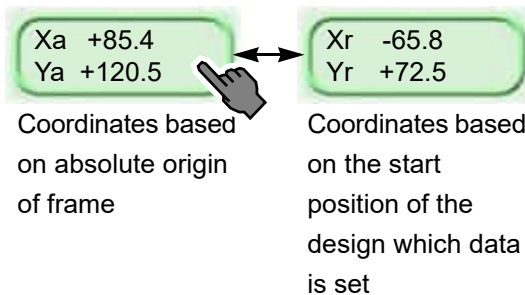 Xa +85.4
Ya +120.5
Coordinates based
on absolute origin
of frame
Xr -65.8
Yr +72.5
Coordinates based
on the start
position of the
design which data
is set